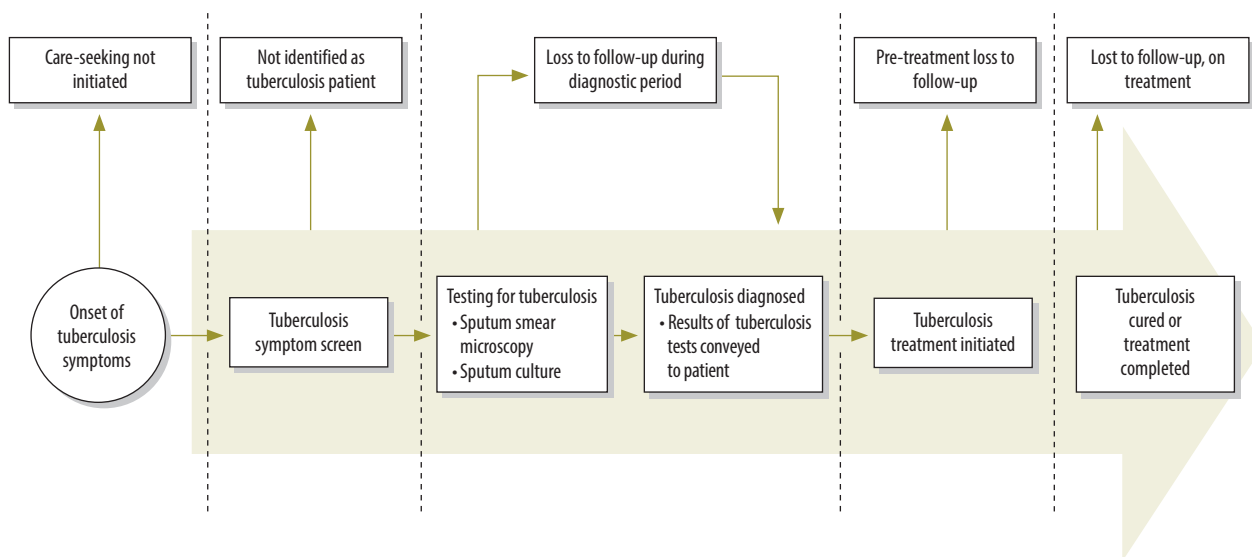 Care-seeking not
initiated
Not identified as
tuberculosis patient
Loss to follow-up during
diagnostic period
Pre-treatment loss to
follow-up
Lost to follow-up, on
treatment
Onset of
tuberculosis
symptoms
Tuberculosis
symptom screen
Testing for tuberculosis
• Sputum smear
microscopy
• Sputum culture
Tuberculosis diagnosed
• Results of tuberculosis
tests conveyed
to patient
Tuberculosis
treatment initiated
Tuberculosis
cured or
treatment
completed